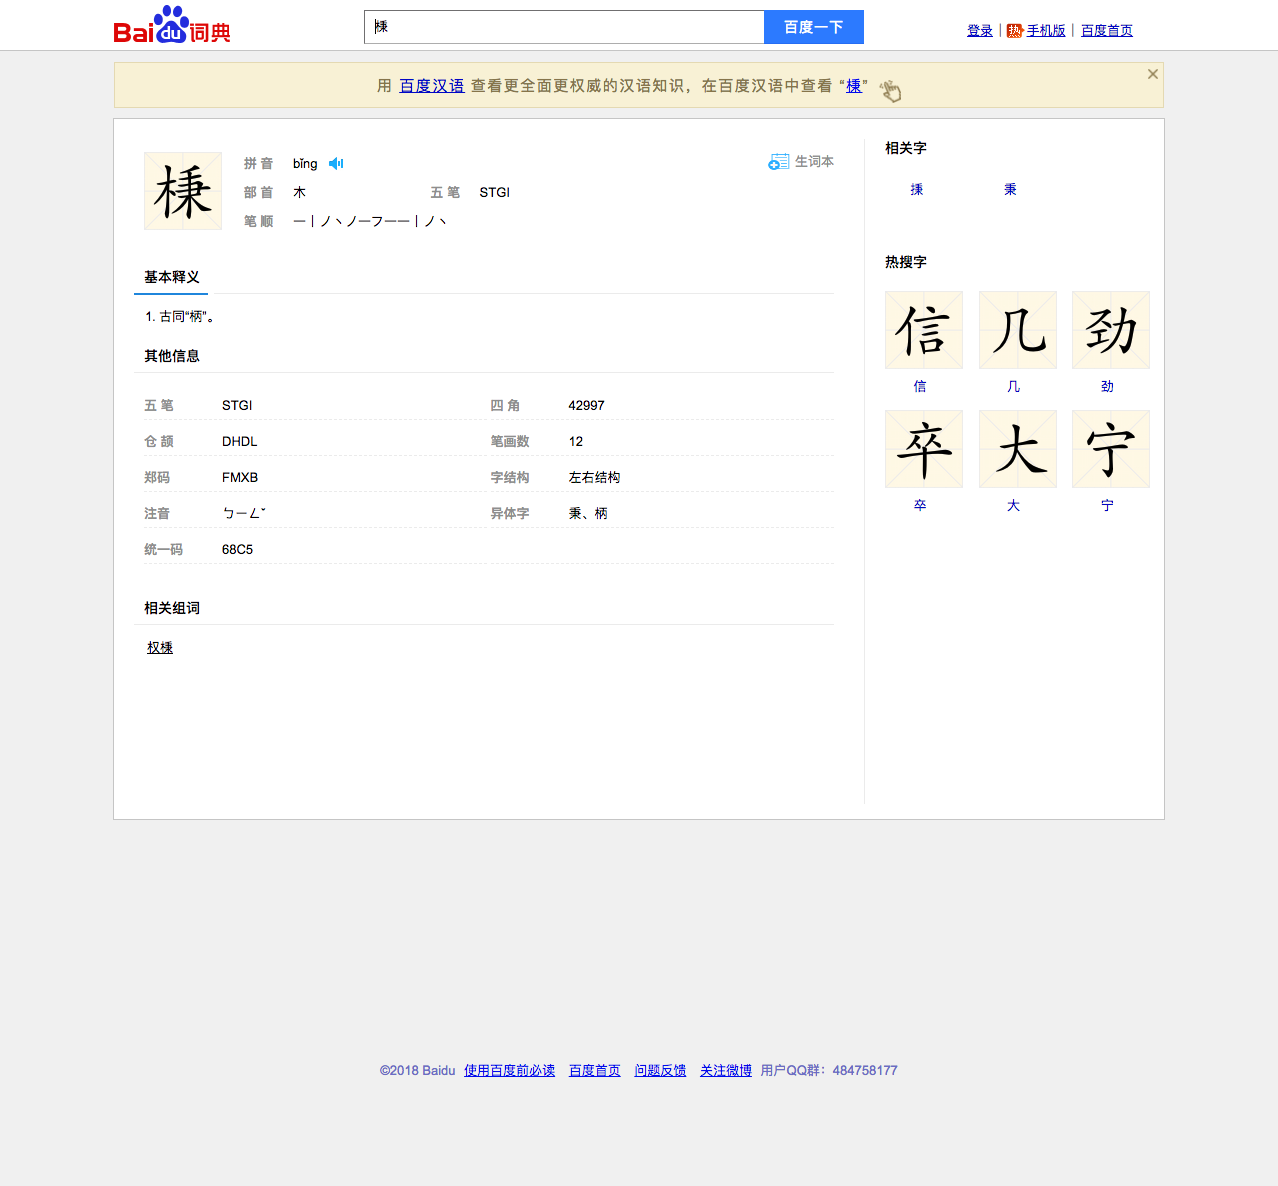 Bai du 词典
棅
百度一下
登录 | 热 手机版 | 百度首页
用 百度汉语 查看更全面更权威的汉语知识，在百度汉语中查看 “棅”
棅
拼 音 bǐng
生词本
部 首 木 五 笔 STGI
笔 顺 一丨ノ丶ノ一フ一一丨ノ丶
基本释义
1. 古同“柄”。
其他信息
五 笔 STGI 四 角 42997
仓 颉 DHDL 笔画数 12
郑码 FMXB 字结构 左右结构
注音 ㄅㄧㄥˇ 异体字 秉、柄
统一码 68C5
相关组词
权棅
相关字
秉
热搜字
信 几 劲
信 几 劲
卒 大 宁
卒 大 宁
©2018 Baidu 使用百度前必读 百度首页 问题反馈 关注微博 用户QQ群：484758177